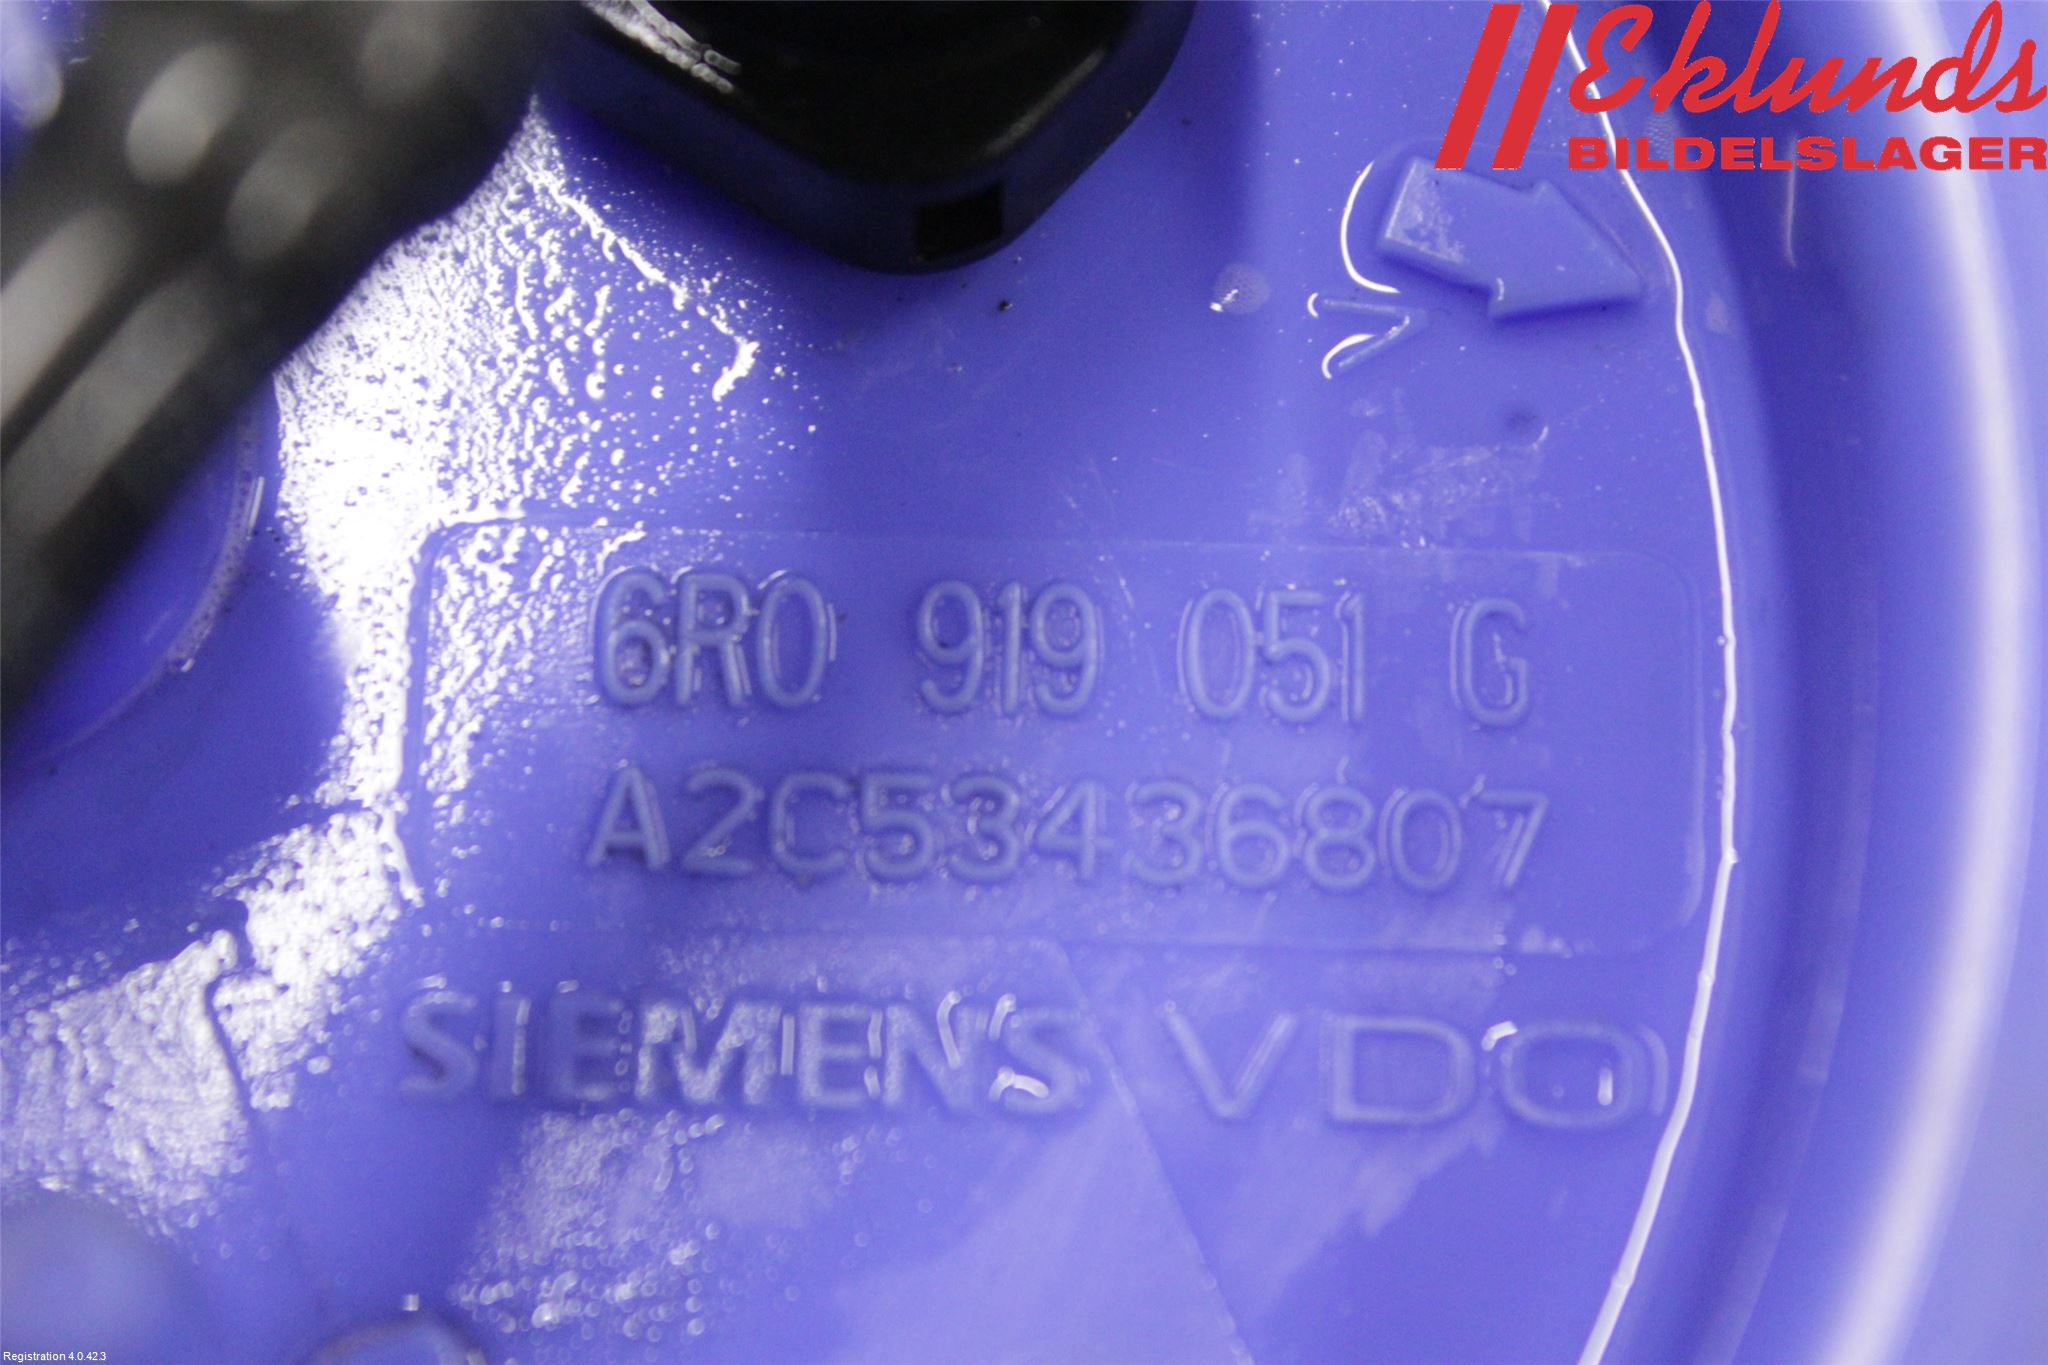 Eklunds
BILDELSLAGER
V
6R0 919 051 G
A2C53436807
SIEMENS VDO
Registration 4.0.42.3